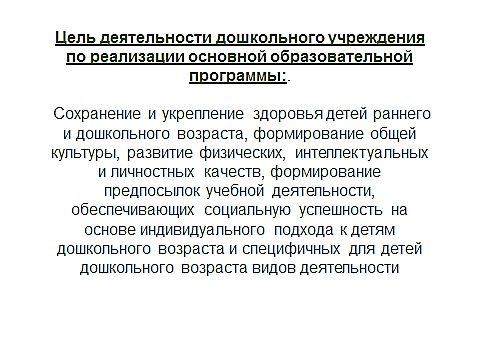 Цель деятельности дошкольного учреждения
по реализации основной образовательной
программы:.
Сохранение и укрепление здоровья детей раннего
и дошкольного возраста, формирование общей
культуры, развитие физических, интеллектуальных
и личностных качеств, формирование
предпосылок учебной деятельности,
обеспечивающих социальную успешность на
основе индивидуального подхода к детям
дошкольного возраста и специфичных для детей
дошкольного возраста видов деятельности